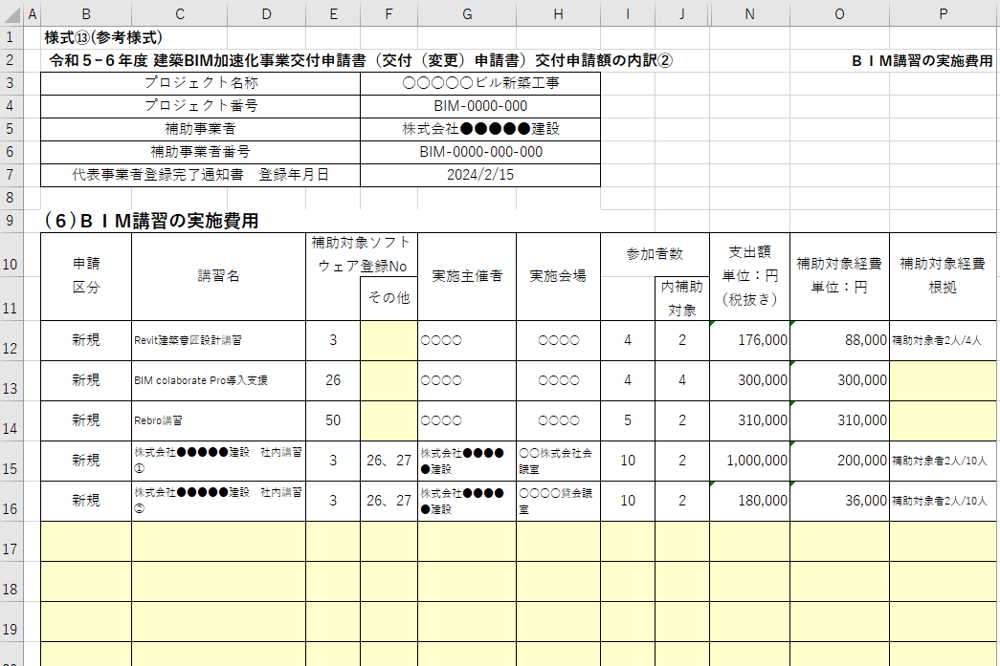 A B C D E F G H I J N O P
1 様式⑬(参考様式)
2 令和５−６年度 建築BIM加速化事業交付申請書（交付（変更）申請書）交付申請額の内訳② ＢＩＭ講習の実施費用
3 プロジェクト名称 〇〇〇〇〇ビル新築工事
4 プロジェクト番号 BIM-0000-000
5 補助事業者 株式会社●●●●●建設
6 補助事業者番号 BIM-0000-000-000
7 代表事業者登録完了通知書　登録年月日 2024/2/15
8
9 （６）ＢＩＭ講習の実施費用
10
11
申請
区分
講習名
補助対象ソフト
ウェア登録No
その他
実施主催者
実施会場
参加者数
内補助
対象
支出額
単位：円
（税抜き）
補助対象経費
単位：円
補助対象経費
根拠
12 新規 Revit建築意匠設計講習 3 〇〇〇〇 〇〇〇〇 4 2 176,000 88,000 補助対象者2人/4人
13 新規 BIM colaborate Pro導入支援 26 〇〇〇〇 〇〇〇〇 4 4 300,000 300,000
14 新規 Rebro講習 50 〇〇〇〇 〇〇〇〇 5 2 310,000 310,000
15 新規 株式会社●●●●●建設　社内講習
① 3 26、27 株式会社●●●●
●建設 〇〇株式会社会
議室 10 2 1,000,000 200,000 補助対象者2人/10人
16 新規 株式会社●●●●●建設　社内講習
② 3 26、27 株式会社●●●●
●建設 〇〇〇〇貸会議
室 10 2 180,000 36,000 補助対象者2人/10人
17
18
19